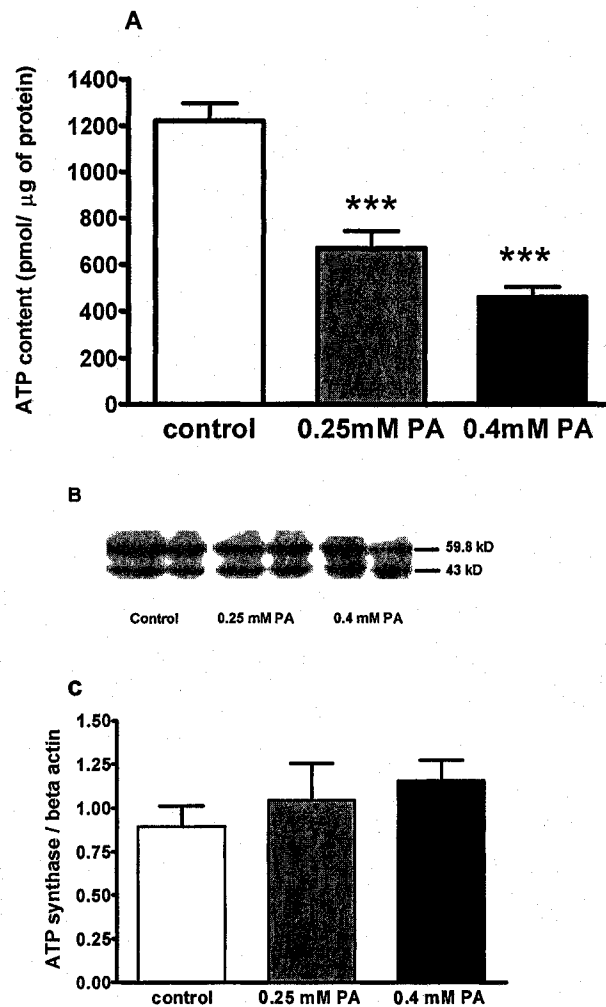 A
ATP content (pmol/ μg of protein)
1400
1200
1000
800
600
400
200
0
***
***
control 0.25mM PA 0.4mM PA
B
59.8 kD
43 kD
Control 0.25 mM PA 0.4 mM PA
C
ATP synthase / beta actin
1.50
1.25
1.00
0.75
0.50
0.25
0.00
control 0.25 mM PA 0.4 mM PA